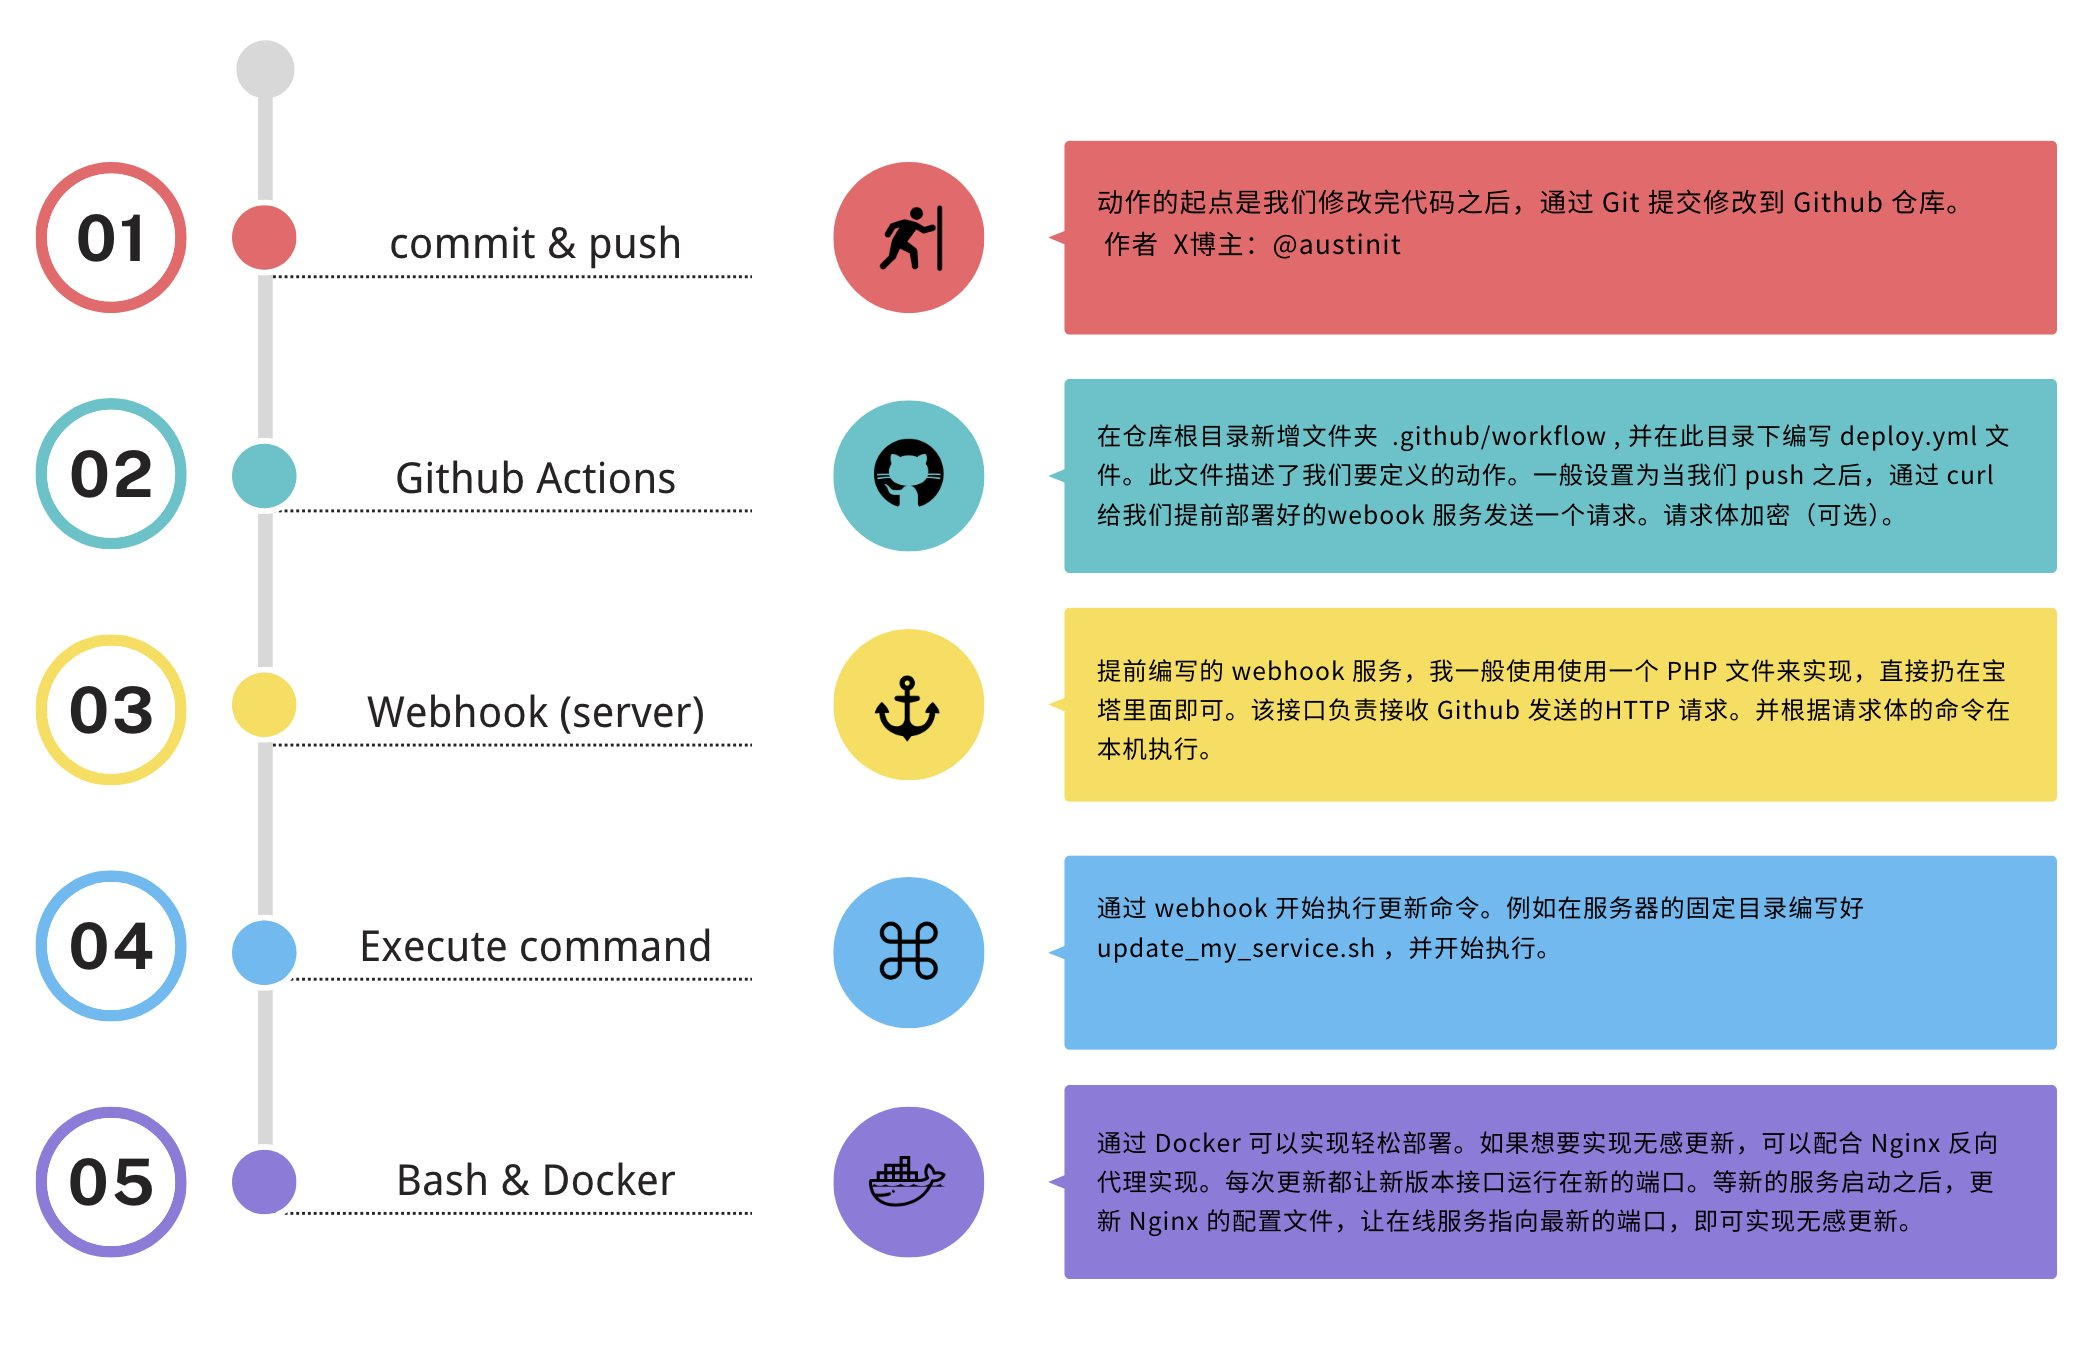 01
commit & push
动作的起点是我们修改完代码之后，通过 Git 提交修改到 Github 仓库。
作者 X博主：@austinit
02
Github Actions
在仓库根目录新增文件夹 .github/workflow , 并在此目录下编写 deploy.yml 文
件。此文件描述了我们要定义的动作。一般设置为当我们 push 之后，通过 curl
给我们提前部署好的webook 服务发送一个请求。请求体加密（可选）。
03
Webhook (server)
提前编写的 webhook 服务，我一般使用使用一个 PHP 文件来实现，直接扔在宝
塔里面即可。该接口负责接收 Github 发送的HTTP 请求。并根据请求体的命令在
本机执行。
04
Execute command
通过 webhook 开始执行更新命令。例如在服务器的固定目录编写好
update_my_service.sh ，并开始执行。
05
Bash & Docker
通过 Docker 可以实现轻松部署。如果想要实现无感更新，可以配合 Nginx 反向
代理实现。每次更新都让新版本接口运行在新的端口。等新的服务启动之后，更
新 Nginx 的配置文件，让在线服务指向最新的端口，即可实现无感更新。